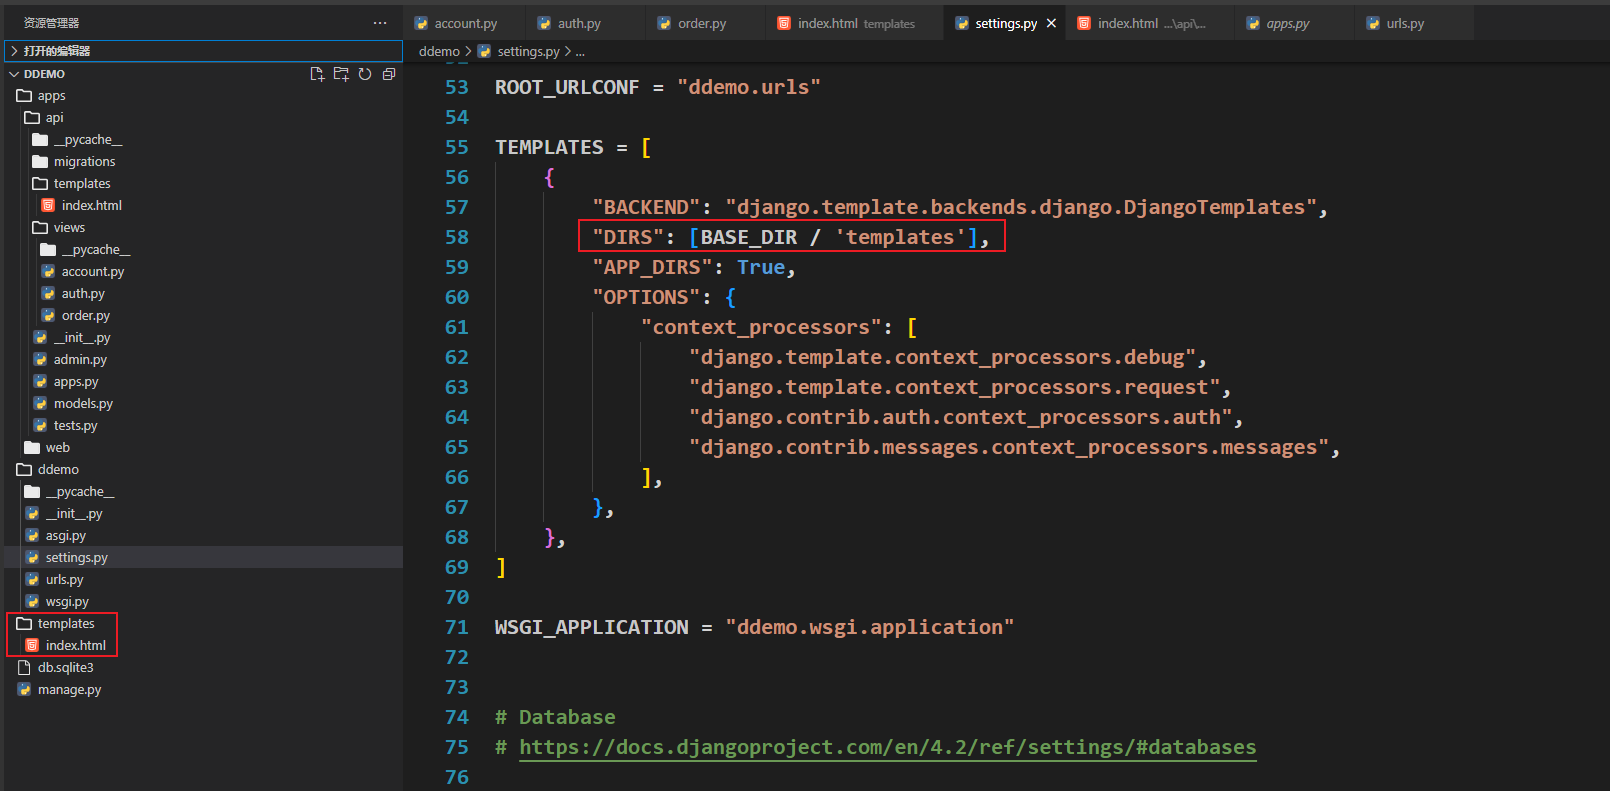 资源管理器
···
account.py
auth.py
order.py
index.html templates
settings.py
index.html ...\api\...
apps.py
urls.py
打开的编辑器
ddemo > settings.py > ...
DDEMO
apps
api
__pycache__
migrations
templates
index.html
views
__pycache__
account.py
auth.py
order.py
__init__.py
admin.py
apps.py
models.py
tests.py
web
ddemo
__pycache__
__init__.py
asgi.py
settings.py
urls.py
wsgi.py
templates
index.html
db.sqlite3
manage.py
53 ROOT_URLCONF = "ddemo.urls"
54
55 TEMPLATES = [
56 {
57 "BACKEND": "django.template.backends.django.DjangoTemplates",
58 "DIRS": [BASE_DIR / 'templates'],
59 "APP_DIRS": True,
60 "OPTIONS": {
61 "context_processors": [
62 "django.template.context_processors.debug",
63 "django.template.context_processors.request",
64 "django.contrib.auth.context_processors.auth",
65 "django.contrib.messages.context_processors.messages",
66 ],
67 },
68 },
69 ]
70
71 WSGI_APPLICATION = "ddemo.wsgi.application"
72
73
74 # Database
75 # https://docs.djangoproject.com/en/4.2/ref/settings/#databases
76